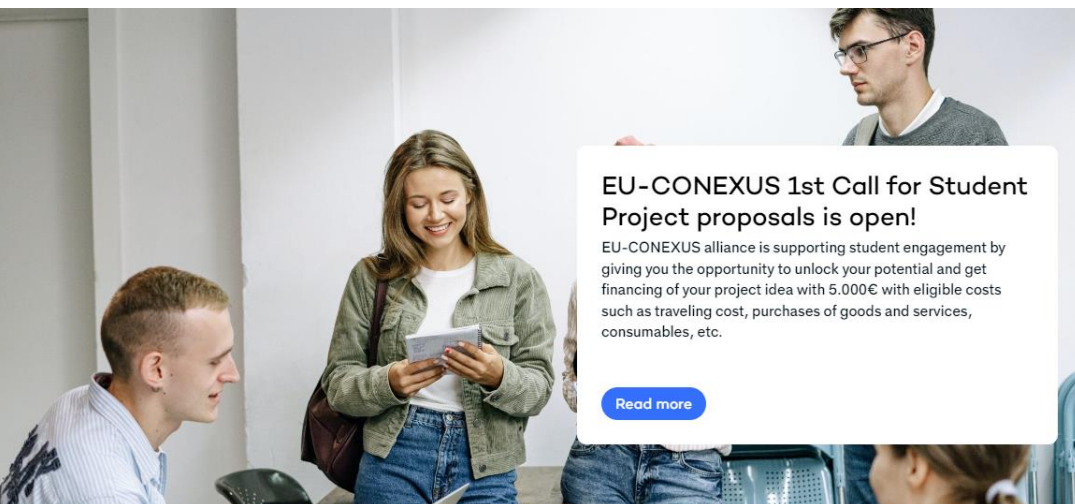 EU-CONEXUS 1st Call for Student
Project proposals is open!
EU-CONEXUS alliance is supporting student engagement by
giving you the opportunity to unlock your potential and get
financing of your project idea with 5.000€ with eligible costs
such as traveling cost, purchases of goods and services,
consumables, etc.
Read more